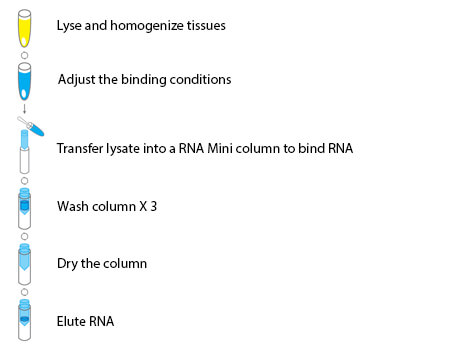 Lyse and homogenize tissues
Adjust the binding conditions
Transfer lysate into a RNA Mini column to bind RNA
Wash column X 3
Dry the column
Elute RNA